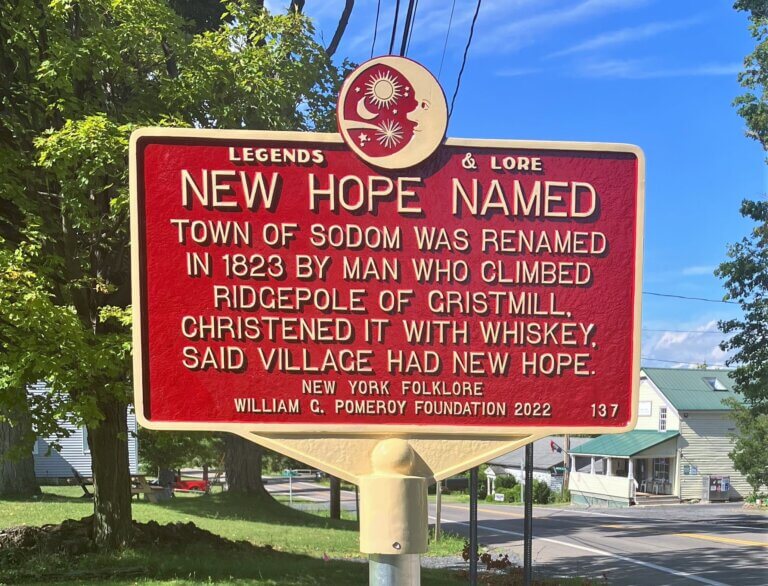 LEGENDS & LORE
NEW HOPE NAMED
TOWN OF SODOM WAS RENAMED
IN 1823 BY MAN WHO CLIMBED
RIDGEPOLE OF GRISTMILL,
CHRISTENED IT WITH WHISKEY,
SAID VILLAGE HAD NEW HOPE.
NEW YORK FOLKLORE
WILLIAM G. POMEROY FOUNDATION 2022 137